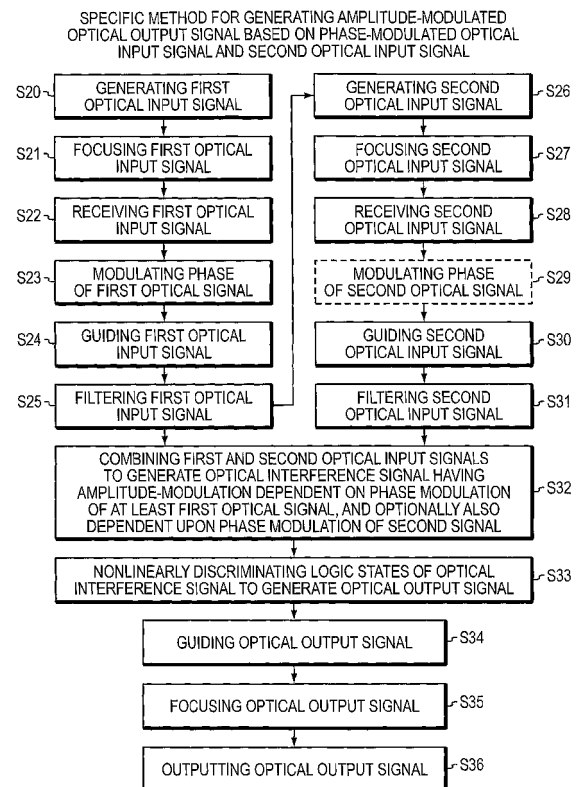 SPECIFIC METHOD FOR GENERATING AMPLITUDE-MODULATED
OPTICAL OUTPUT SIGNAL BASED ON PHASE-MODULATED OPTICAL
INPUT SIGNAL AND SECOND OPTICAL INPUT SIGNAL
S20
GENERATING FIRST
OPTICAL INPUT SIGNAL
S21
FOCUSING FIRST OPTICAL
INPUT SIGNAL
S22
RECEIVING FIRST OPTICAL
INPUT SIGNAL
S23
MODULATING PHASE
OF FIRST OPTICAL SIGNAL
S24
GUIDING FIRST OPTICAL
INPUT SIGNAL
S25
FILTERING FIRST OPTICAL
INPUT SIGNAL
GENERATING SECOND
OPTICAL INPUT SIGNAL
S26
FOCUSING SECOND
OPTICAL INPUT SIGNAL
S27
RECEIVING SECOND
OPTICAL INPUT SIGNAL
S28
MODULATING PHASE
OF SECOND OPTICAL SIGNAL
S29
GUIDING SECOND
OPTICAL INPUT SIGNAL
S30
FILTERING SECOND
OPTICAL INPUT SIGNAL
S31
COMBINING FIRST AND SECOND OPTICAL INPUT SIGNALS
TO GENERATE OPTICAL INTERFERENCE SIGNAL HAVING
AMPLITUDE-MODULATION DEPENDENT ON PHASE MODULATION
OF AT LEAST FIRST OPTICAL SIGNAL, AND OPTIONALLY ALSO
DEPENDENT UPON PHASE MODULATION OF SECOND SIGNAL
S32
NONLINEARLY DISCRIMINATING LOGIC STATES OF OPTICAL
INTERFERENCE SIGNAL TO GENERATE OPTICAL OUTPUT SIGNAL
S33
GUIDING OPTICAL OUTPUT SIGNAL
S34
FOCUSING OPTICAL OUTPUT SIGNAL
S35
OUTPUTTING OPTICAL OUTPUT SIGNAL
S36